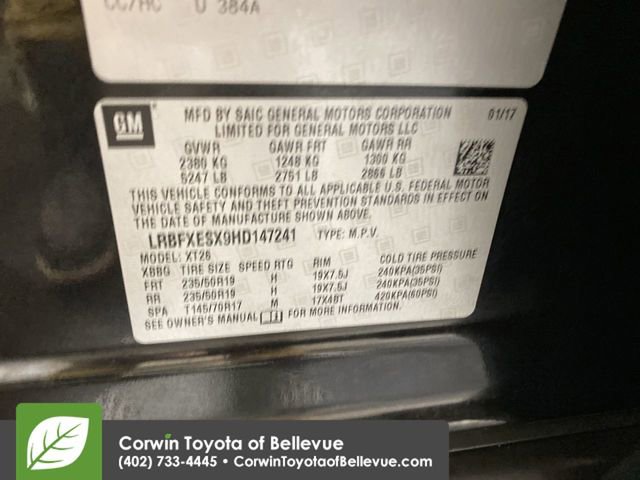 CC/HC U 384A
GM
MFD BY SAIC GENERAL MOTORS CORPORATION 01/17
LIMITED FOR GENERAL MOTORS LLC
GVWR GAWR FRT GAWR RR
2380 KG 1248 KG 1300 KG
5247 LB 2751 LB 2866 LB
THIS VEHICLE CONFORMS TO ALL APPLICABLE U.S. FEDERAL MOTOR
VEHICLE SAFETY AND THEFT PREVENTION STANDARDS IN EFFECT ON
THE DATE OF MANUFACTURE SHOWN ABOVE.
LRBFXESX9HD147241 TYPE: M.P.V.
MODEL: XT26
XBBG TIRE SIZE SPEED RTG RIM COLD TIRE PRESSURE
FRT 235/50R19 H 19X7.5J 240KPA(35PSI)
RR 235/50R19 H 19X7.5J 240KPA(35PSI)
SPA T145/70R17 M 17X4BT 420KPA(60PSI)
SEE OWNER'S MANUAL FOR MORE INFORMATION.
Corwin Toyota of Bellevue
(402) 733-4445 • CorwinToyotaofBellevue.com